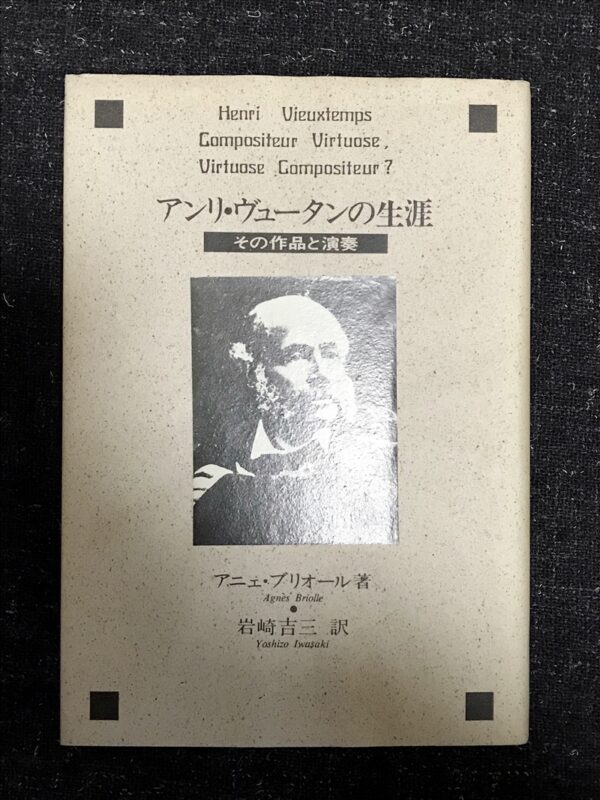 Henri Vieuxtemps
Compositeur Virtuose,
Virtuose Compositeur?
アンリ・ヴュータンの生涯
その作品と演奏
アニェ・ブリオール 著
Agnès Briolle
岩崎吉三 訳
Yoshizo Iwasaki